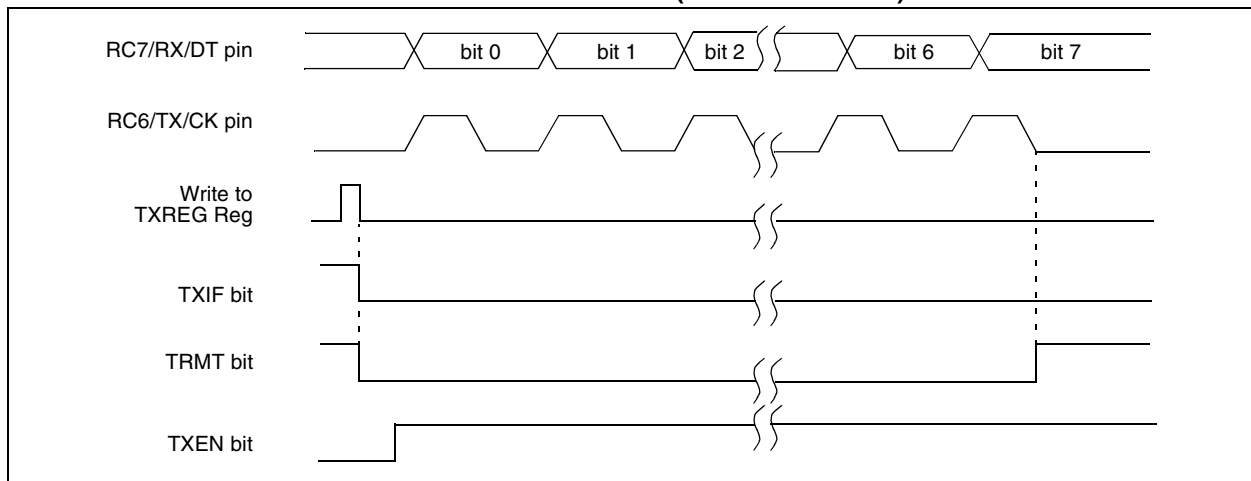 RC7/RX/DT pin
bit 0
bit 1
bit 2
bit 6
bit 7
RC6/TX/CK pin
Write to
TXREG Reg
TXIF bit
TRMT bit
TXEN bit